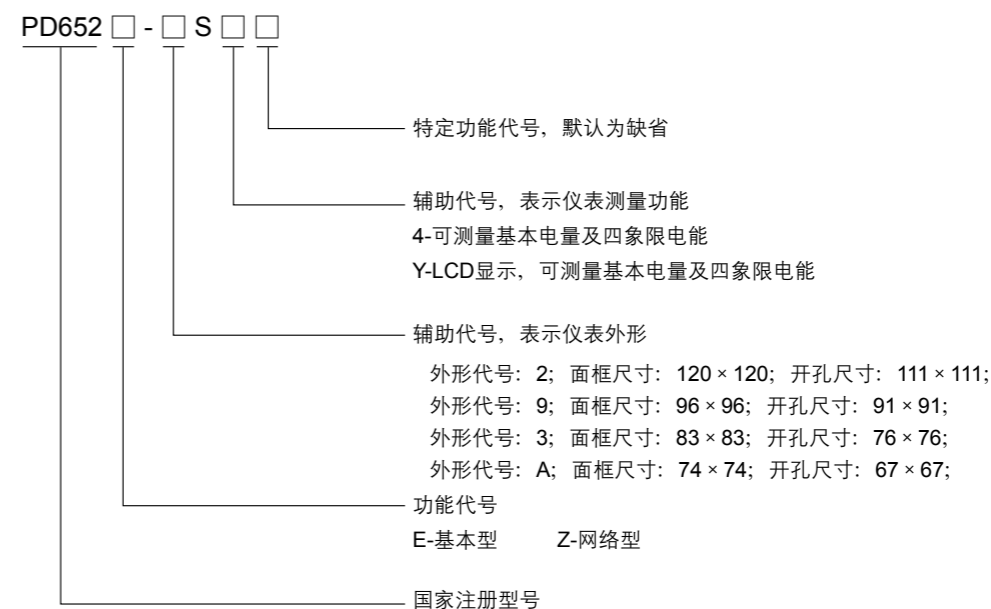 PD652 □ - □ S □ □
特定功能代号，默认为缺省
辅助代号，表示仪表测量功能
4-可测量基本电量及四象限电能
Y-LCD显示，可测量基本电量及四象限电能
辅助代号，表示仪表外形
外形代号：2；面框尺寸：120×120；开孔尺寸：111×111;
外形代号：9；面框尺寸：96×96；开孔尺寸：91×91;
外形代号：3；面框尺寸：83×83；开孔尺寸：76×76;
外形代号：A；面框尺寸：74×74；开孔尺寸：67×67;
功能代号
E-基本型 Z-网络型
国家注册型号